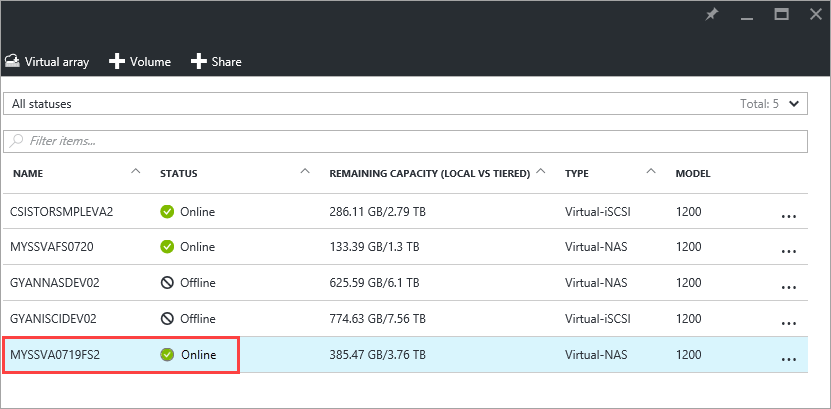 Virtual array Volume Share
All statuses Total: 5
Filter items...
NAME STATUS REMAINING CAPACITY (LOCAL VS TIERED) TYPE MODEL
CSISTORSMPLEVA2 Online 286.11 GB/2.79 TB Virtual-iSCSI 1200 ...
MYSSVAFS0720 Online 133.39 GB/1.3 TB Virtual-NAS 1200 ...
GYANNASDEV02 Offline 625.59 GB/6.1 TB Virtual-NAS 1200 ...
GYANISCIDEV02 Offline 774.63 GB/7.56 TB Virtual-iSCSI 1200 ...
MYSSVA0719FS2 Online 385.47 GB/3.76 TB Virtual-NAS 1200 ...